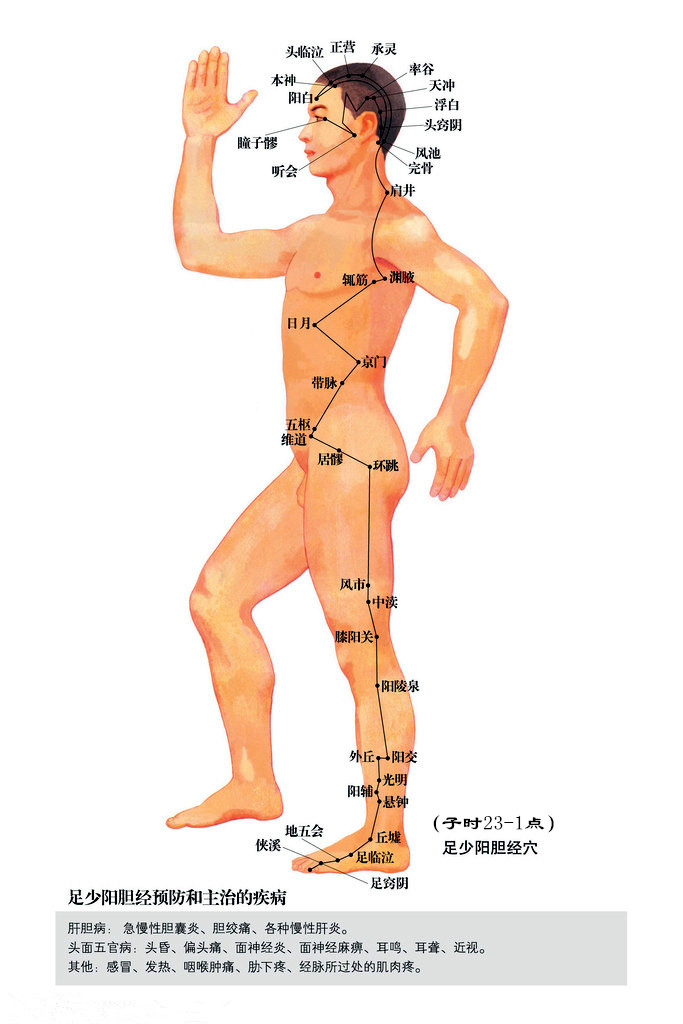 正营
承灵
头临泣
率谷
本神
天冲
阳白
浮白
头窍阴
瞳子髎
风池
听会
完骨
肩井
辄筋
渊腋
日月
京门
带脉
五枢
维道
居髎
环跳
风市
中渎
膝阳关
阳陵泉
外丘
阳交
光明
阳辅
悬钟
(子时23-1点)
地五会
丘墟
侠溪
足临泣
足少阳胆经穴
足窍阴
足少阳胆经预防和主治的疾病
肝胆病: 急慢性胆囊炎、胆绞痛、各种慢性肝炎。
头面五官病: 头昏、偏头痛、面神经炎、面神经麻痹、耳鸣、耳聋、近视。
其他: 感冒、发热、咽喉肿痛、肋下疼、经脉所过处的肌肉疼。